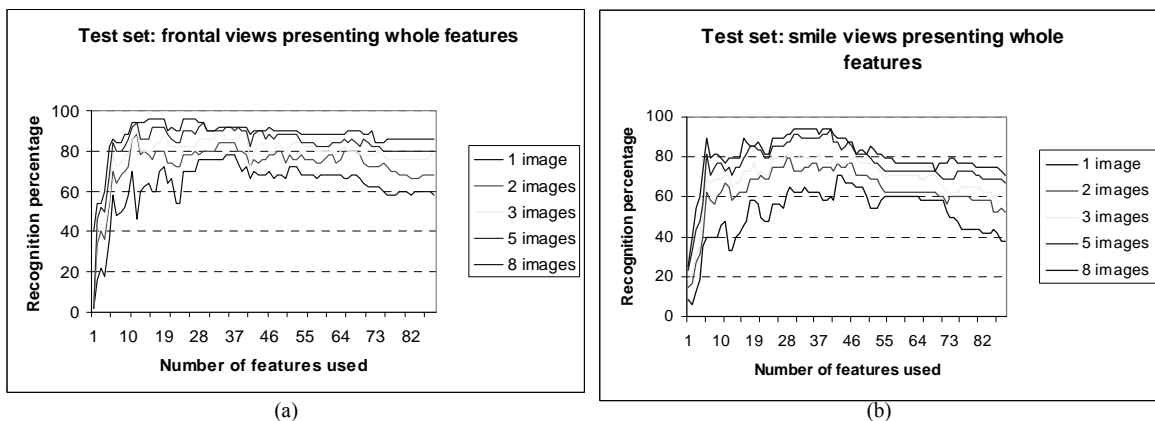 Test set: frontal views presenting whole features
Recognition percentage
100
80
60
40
20
0
1 10 19 28 37 46 55 64 73 82
Number of features used
1 image
2 images
3 images
5 images
8 images
(a)
Test set: smile views presenting whole
features
Recognition percentage
100
80
60
40
20
0
1 10 19 28 37 46 55 64 73 82
Number of features used
1 image
2 images
3 images
5 images
8 images
(b)